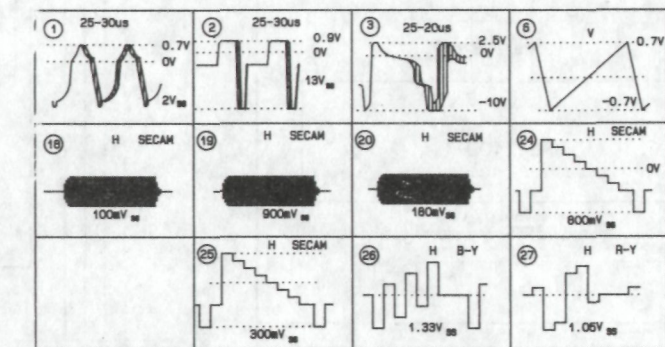 1 25-30us
0.7V
0V
2Vss
2 25-30us
0.9V
0V
13Vss
3 25-20us
2.5V
0V
-10V
6 V
0.7V
-0.7V
18 H SECAM
100mVss
19 H SECAM
900mVss
20 H SECAM
180mVss
24 H SECAM
0V
800mVss
25 H SECAM
300mVss
26 H B-Y
1.33Vss
27 H R-Y
1.05Vss